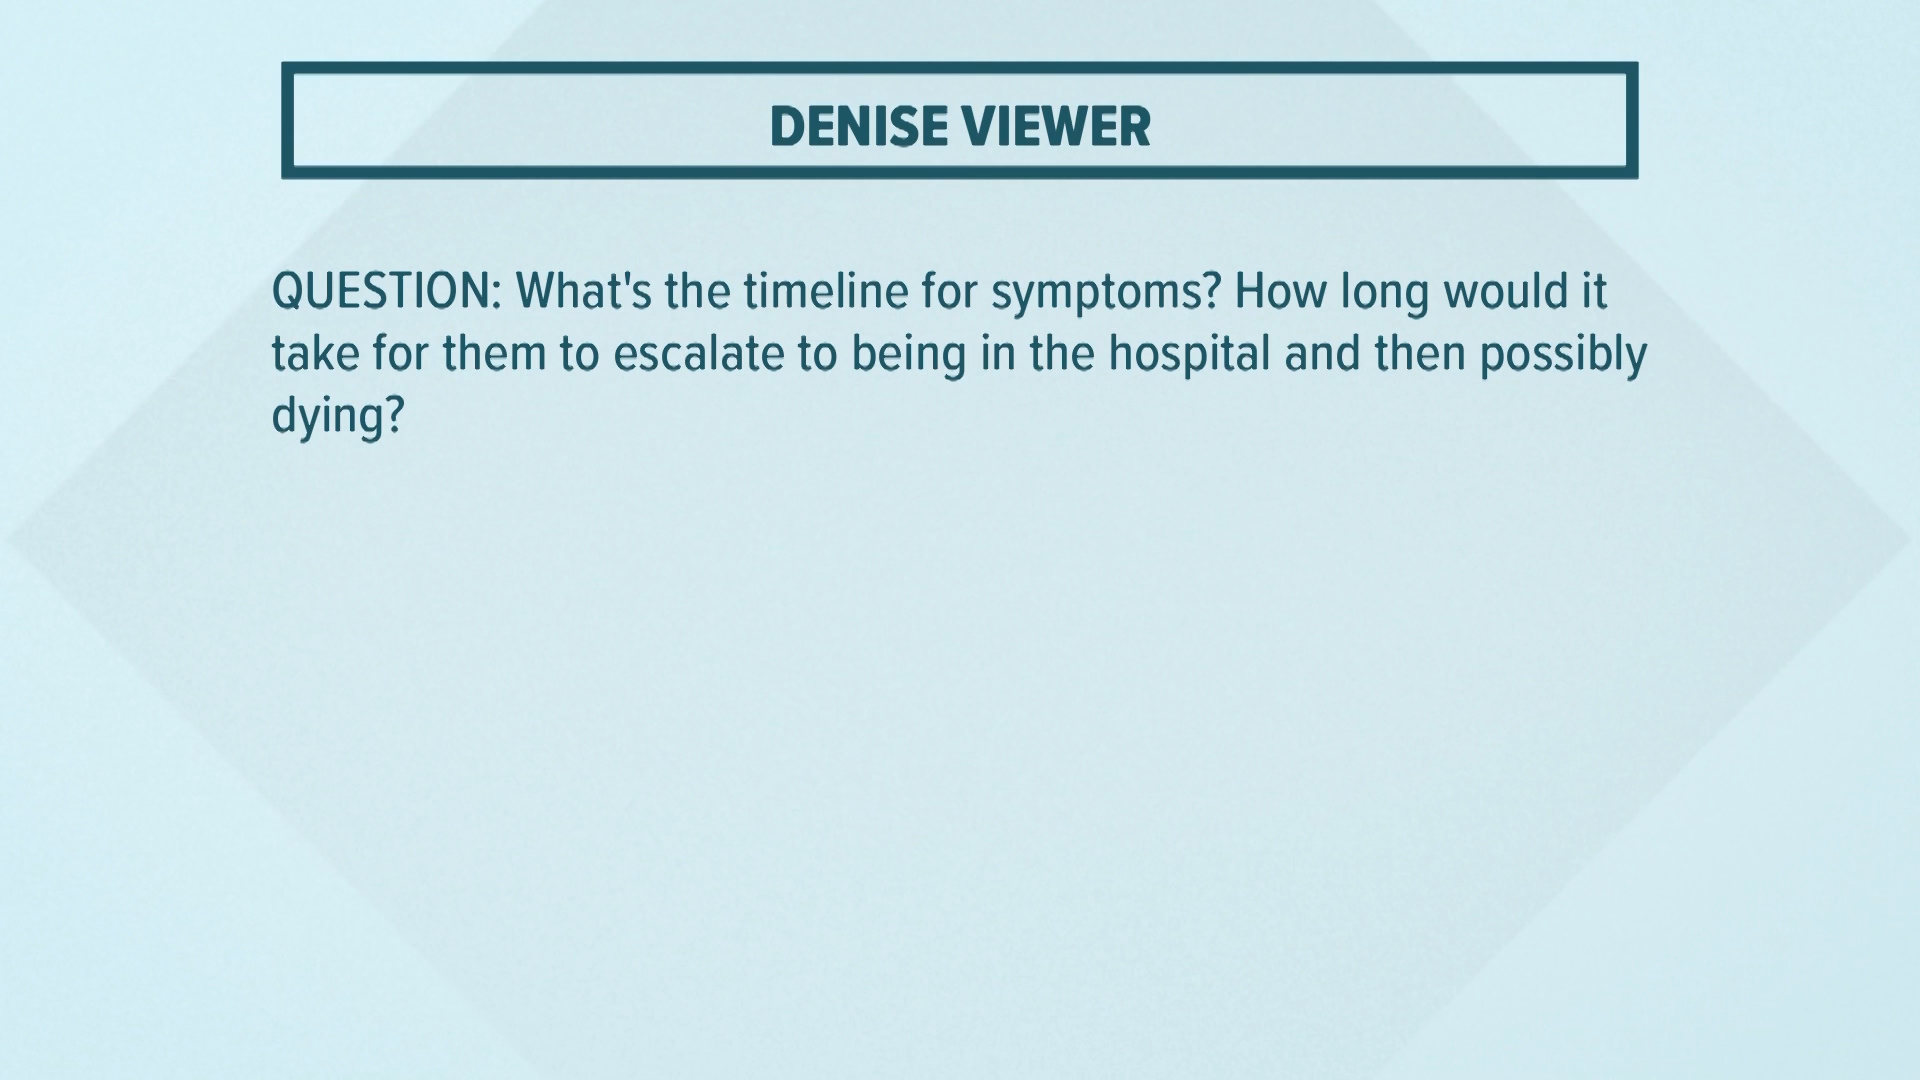 DENISE VIEWER
QUESTION: What's the timeline for symptoms? How long would it
take for them to escalate to being in the hospital and then possibly
dying?